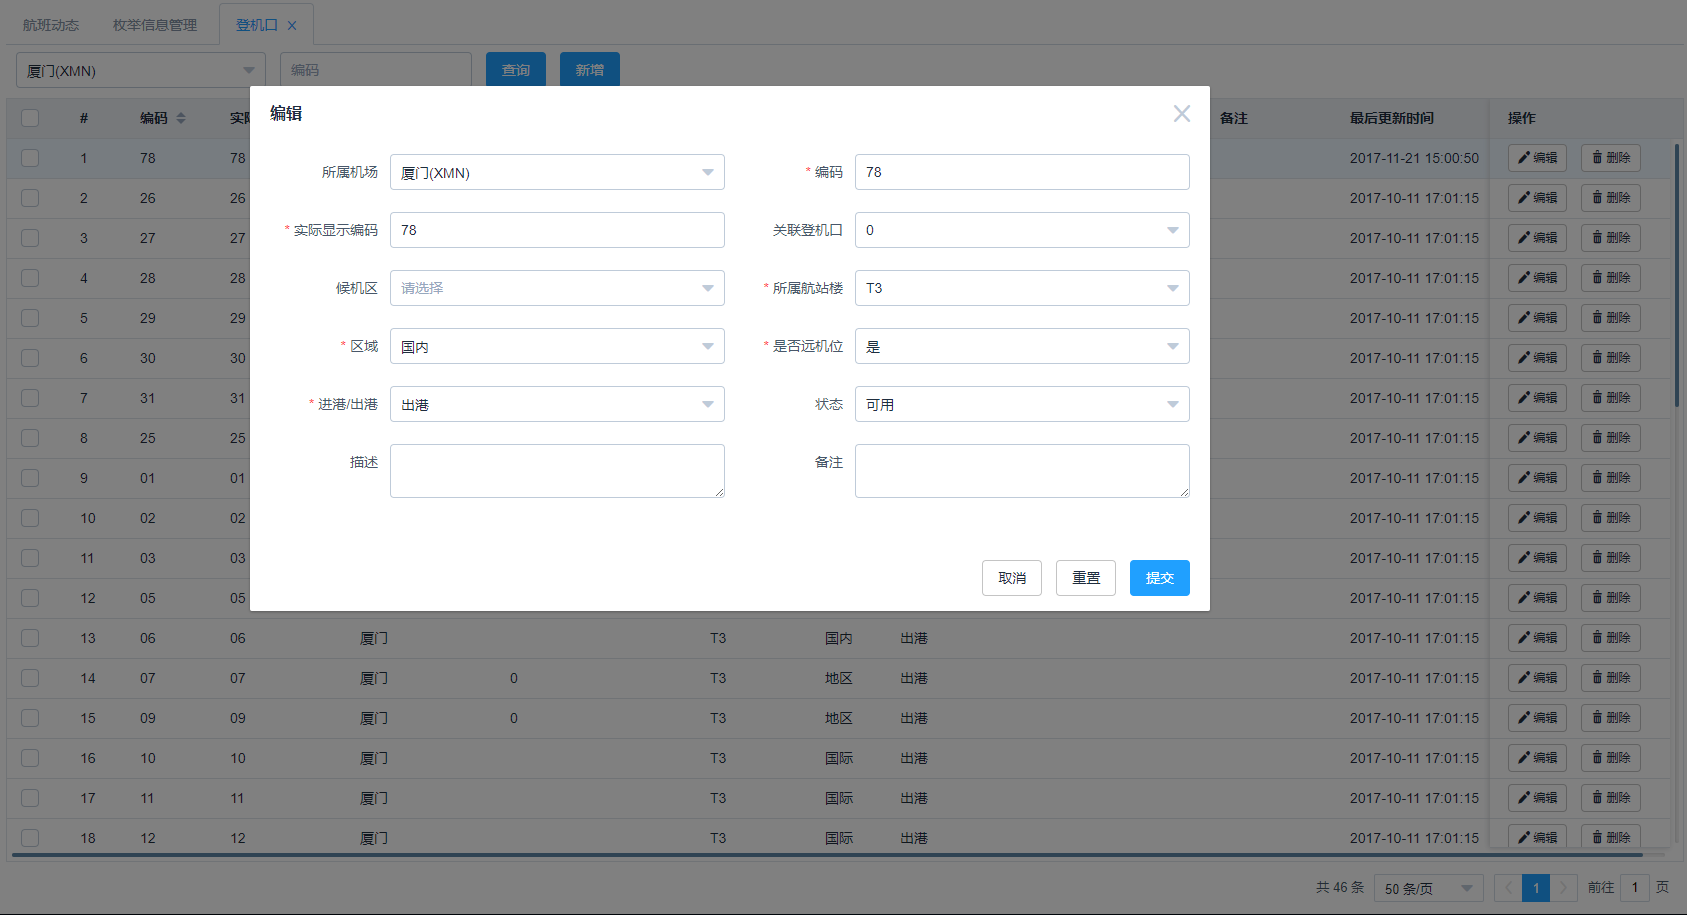 航班动态 枚举信息管理 登机口
厦门(XMN) 编码 查询 新增
# 编码 实 备注 最后更新时间 操作
编辑
1 78 78 2017-11-21 15:00:50 编辑 删除
所属机场 厦门(XMN) * 编码 78
2 26 26 2017-10-11 17:01:15 编辑 删除
* 实际显示编码 78 关联登机口 0
3 27 27 2017-10-11 17:01:15 编辑 删除
4 28 28 2017-10-11 17:01:15 编辑 删除
候机区 请选择 * 所属航站楼 T3
5 29 29 2017-10-11 17:01:15 编辑 删除
* 区域 国内 * 是否远机位 是
6 30 30 2017-10-11 17:01:15 编辑 删除
7 31 31 2017-10-11 17:01:15 编辑 删除
* 进港/出港 出港 状态 可用
8 25 25 2017-10-11 17:01:15 编辑 删除
描述 备注
9 01 01 2017-10-11 17:01:15 编辑 删除
10 02 02 2017-10-11 17:01:15 编辑 删除
11 03 03 2017-10-11 17:01:15 编辑 删除
取消 重置 提交
12 05 05 2017-10-11 17:01:15 编辑 删除
13 06 06 厦门 T3 国内 出港 2017-10-11 17:01:15 编辑 删除
14 07 07 厦门 0 T3 地区 出港 2017-10-11 17:01:15 编辑 删除
15 09 09 厦门 0 T3 地区 出港 2017-10-11 17:01:15 编辑 删除
16 10 10 厦门 T3 国际 出港 2017-10-11 17:01:15 编辑 删除
17 11 11 厦门 T3 国际 出港 2017-10-11 17:01:15 编辑 删除
18 12 12 厦门 T3 国际 出港 2017-10-11 17:01:15 编辑 删除
共 46 条 50 条/页 1 前往 1 页